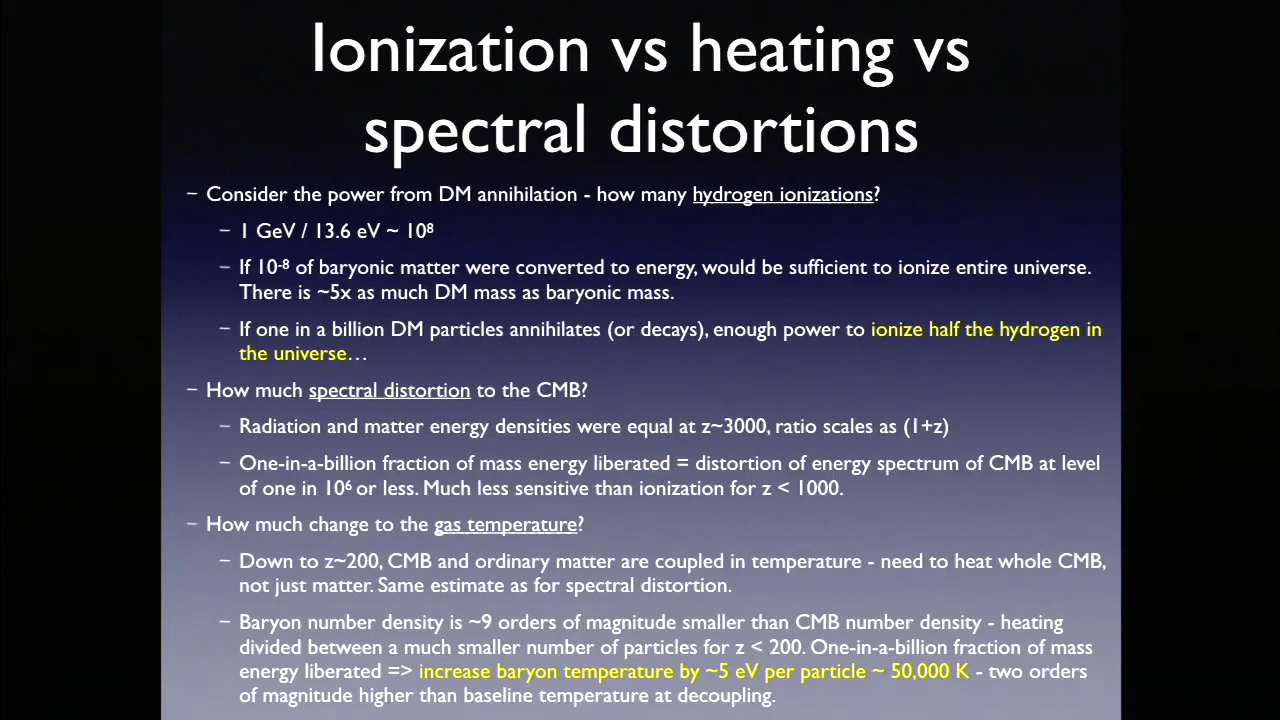 Ionization vs heating vs
spectral distortions
– Consider the power from DM annihilation - how many hydrogen ionizations?
– 1 GeV / 13.6 eV ~ 10⁸
– If 10⁻⁸ of baryonic matter were converted to energy, would be sufficient to ionize entire universe.
There is ~5x as much DM mass as baryonic mass.
– If one in a billion DM particles annihilates (or decays), enough power to ionize half the hydrogen in
the universe…
– How much spectral distortion to the CMB?
– Radiation and matter energy densities were equal at z~3000, ratio scales as (1+z)
– One-in-a-billion fraction of mass energy liberated = distortion of energy spectrum of CMB at level
of one in 10⁶ or less. Much less sensitive than ionization for z < 1000.
– How much change to the gas temperature?
– Down to z~200, CMB and ordinary matter are coupled in temperature - need to heat whole CMB,
not just matter. Same estimate as for spectral distortion.
– Baryon number density is ~9 orders of magnitude smaller than CMB number density - heating
divided between a much smaller number of particles for z < 200. One-in-a-billion fraction of mass
energy liberated => increase baryon temperature by ~5 eV per particle ~ 50,000 K - two orders
of magnitude higher than baseline temperature at decoupling.